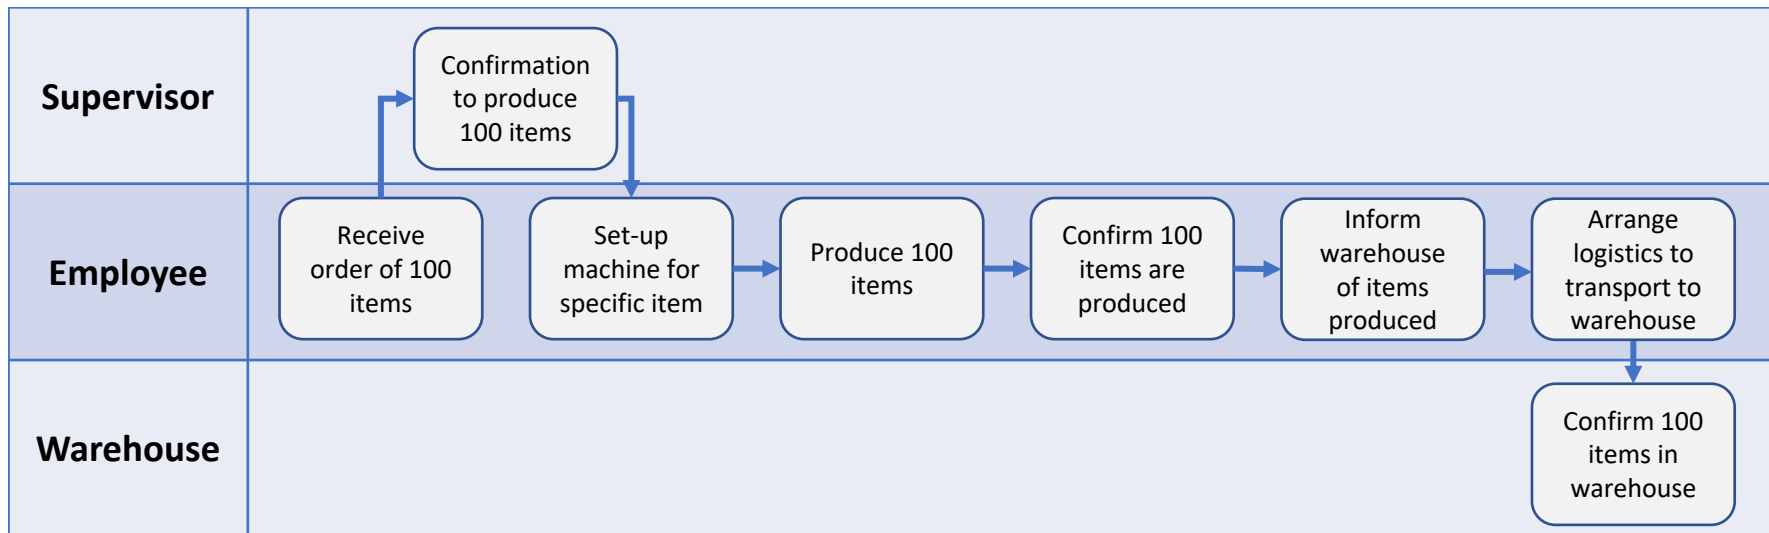 Supervisor
Confirmation
to produce
100 items
Employee
Receive
order of 100
items
Set-up
machine for
specific item
Produce 100
items
Confirm 100
items are
produced
Inform
warehouse
of items
produced
Arrange
logistics to
transport to
warehouse
Warehouse
Confirm 100
items in
warehouse